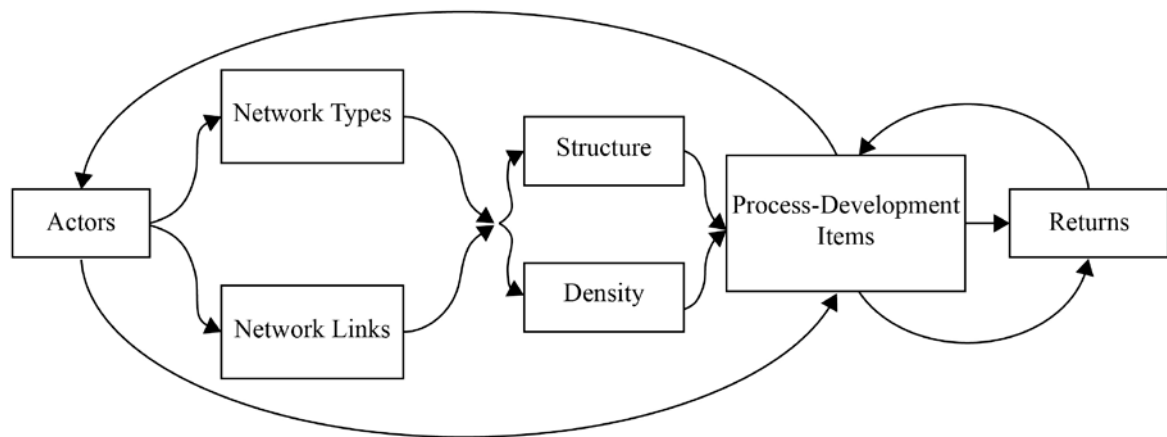 Network Types
Structure
Actors
Process-Development
Items
Returns
Density
Network Links